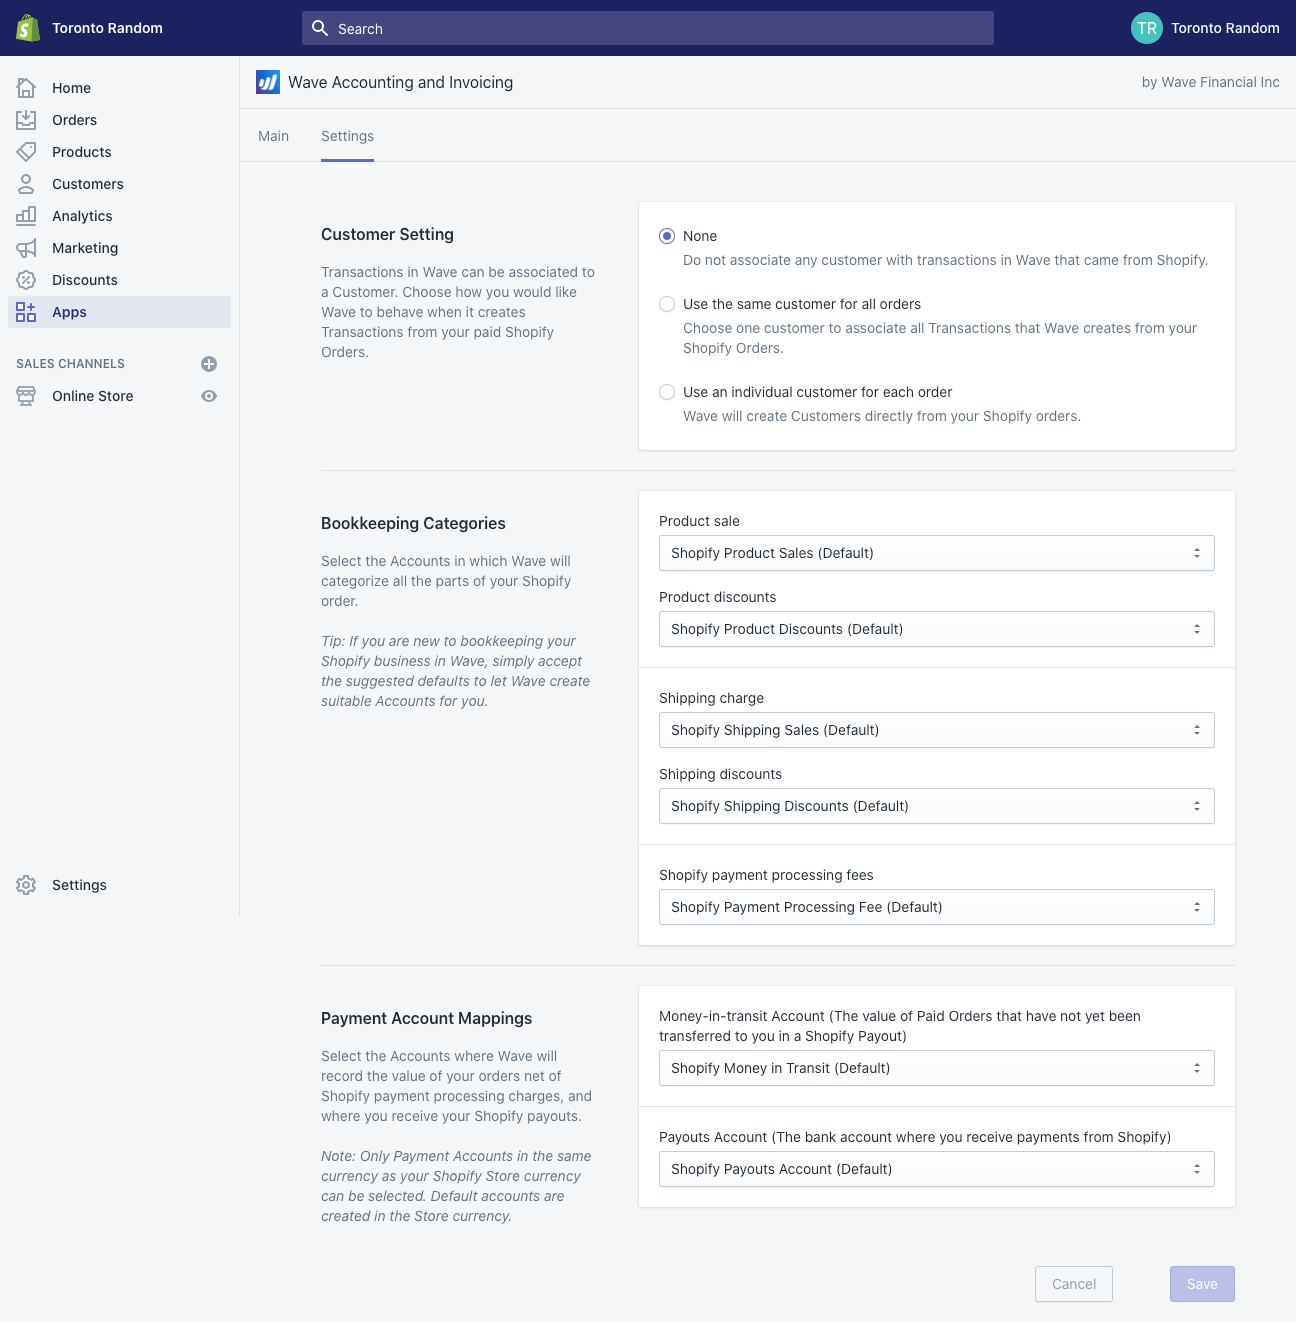 Toronto Random
Search
TR
Toronto Random
Home
Orders
Products
Customers
Analytics
Marketing
Discounts
Apps
SALES CHANNELS
Online Store
Settings
Wave Accounting and Invoicing
by Wave Financial Inc
Main
Settings
Customer Setting
Transactions in Wave can be associated to
a Customer. Choose how you would like
Wave to behave when it creates
Transactions from your paid Shopify
Orders.
None
Do not associate any customer with transactions in Wave that came from Shopify.
Use the same customer for all orders
Choose one customer to associate all Transactions that Wave creates from your
Shopify Orders.
Use an individual customer for each order
Wave will create Customers directly from your Shopify orders.
Bookkeeping Categories
Select the Accounts in which Wave will
categorize all the parts of your Shopify
order.
Tip: If you are new to bookkeeping your
Shopify business in Wave, simply accept
the suggested defaults to let Wave create
suitable Accounts for you.
Product sale
Shopify Product Sales (Default)
Product discounts
Shopify Product Discounts (Default)
Shipping charge
Shopify Shipping Sales (Default)
Shipping discounts
Shopify Shipping Discounts (Default)
Shopify payment processing fees
Shopify Payment Processing Fee (Default)
Payment Account Mappings
Select the Accounts where Wave will
record the value of your orders net of
Shopify payment processing charges, and
where you receive your Shopify payouts.
Note: Only Payment Accounts in the same
currency as your Shopify Store currency
can be selected. Default accounts are
created in the Store currency.
Money-in-transit Account (The value of Paid Orders that have not yet been
transferred to you in a Shopify Payout)
Shopify Money in Transit (Default)
Payouts Account (The bank account where you receive payments from Shopify)
Shopify Payouts Account (Default)
Cancel
Save